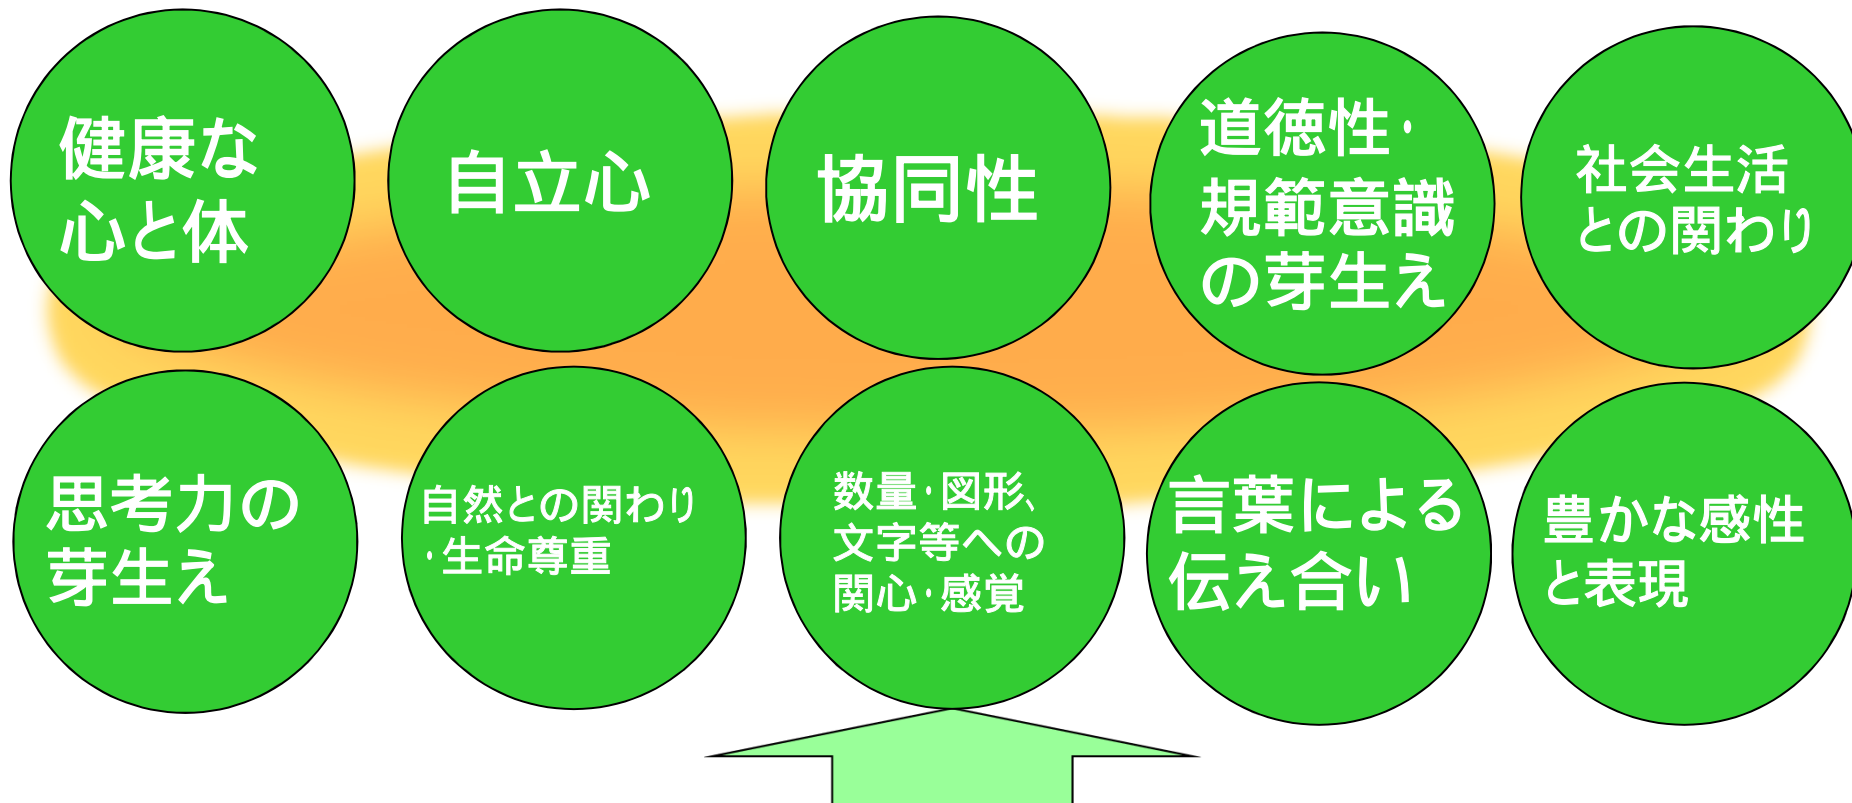 健康な
心と体
自立心
協同性
道徳性・
規範意識
の芽生え
社会生活
との関わり
思考力の
芽生え
自然との関わり
・生命尊重
数量・図形、
文字等への
関心・感覚
言葉による
伝え合い
豊かな感性
と表現